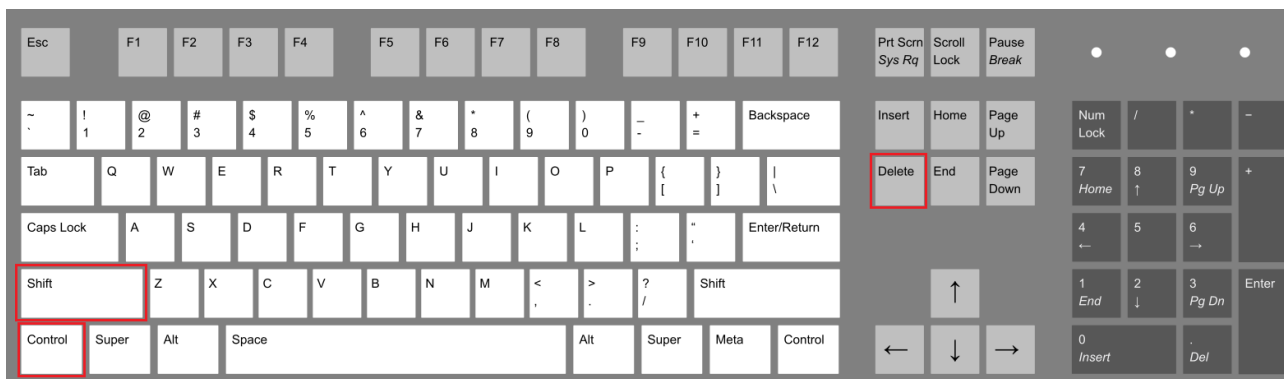 Esc F1 F2 F3 F4 F5 F6 F7 F8 F9 F10 F11 F12 Prt Scrn Scroll Pause
Sys Rq Lock Break
~ ! @ # $ % ^ & * ( ) _ + Backspace Insert Home Page Num / * −
` 1 2 3 4 5 6 7 8 9 0 - = Up Lock
Tab Q W E R T Y U I O P { } | Delete End Page 7 8 9 +
[ ] \ Down Home ↑ Pg Up
Caps Lock A S D F G H J K L : “ Enter/Return 4 5 6
; ‘ ← →
Shift Z X C V B N M < > ? Shift ↑ 1 2 3 Enter
, . / End ↓ Pg Dn
Control Super Alt Space Alt Super Meta Control ← ↓ → 0 .
Insert Del